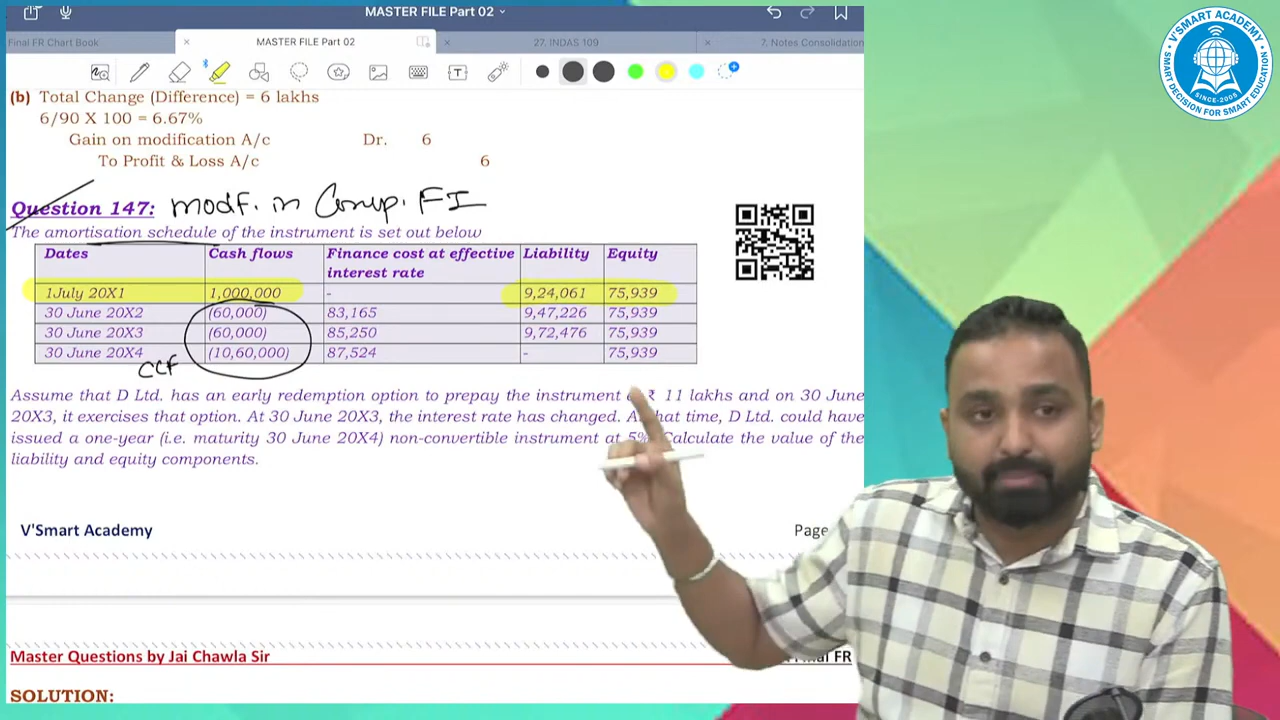 MASTER FILE Part 02
Final FR Chart Book
MASTER FILE Part 02
27. INDAS 109
7. Notes Consolidation
(b) Total Change (Difference) = 6 lakhs
6/90 X 100 = 6.67%
Gain on modification A/c Dr. 6
To Profit & Loss A/c 6
Question 147: modf. in Comp. FI
The amortisation schedule of the instrument is set out below
Dates Cash flows Finance cost at effective interest rate Liability Equity
1July 20X1 1,000,000 - 9,24,061 75,939
30 June 20X2 (60,000) 83,165 9,47,226 75,939
30 June 20X3 (60,000) 85,250 9,72,476 75,939
30 June 20X4 (10,60,000) 87,524 - 75,939
CCF
Assume that D Ltd. has an early redemption option to prepay the instrument ₹ 11 lakhs and on 30 June
20X3, it exercises that option. At 30 June 20X3, the interest rate has changed. that time, D Ltd. could have
issued a one-year (i.e. maturity 30 June 20X4) non-convertible instrument at 5% Calculate the value of the
liability and equity components.
V'Smart Academy Page
Master Questions by Jai Chawla Sir Final FR
SOLUTION:
V'SMART ACADEMY
SINCE-2005
SMART DECISION FOR SMART EDUCATION